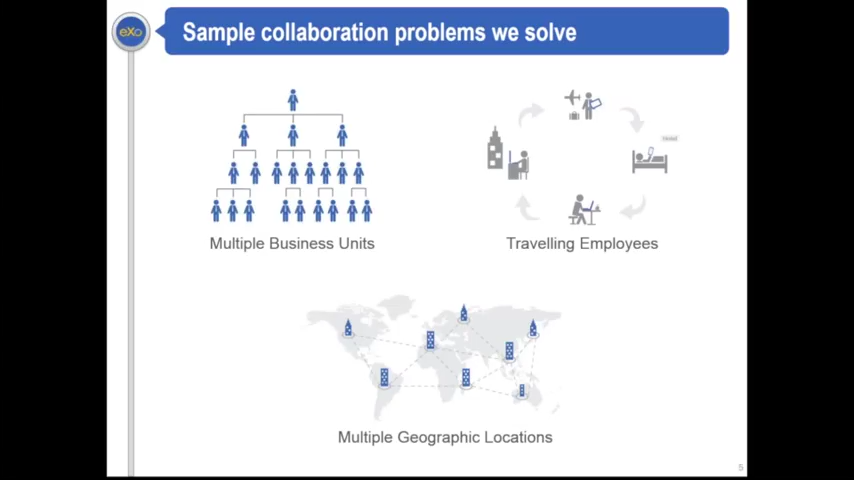 eXo
Sample collaboration problems we solve
Multiple Business Units
Travelling Employees
Multiple Geographic Locations
5